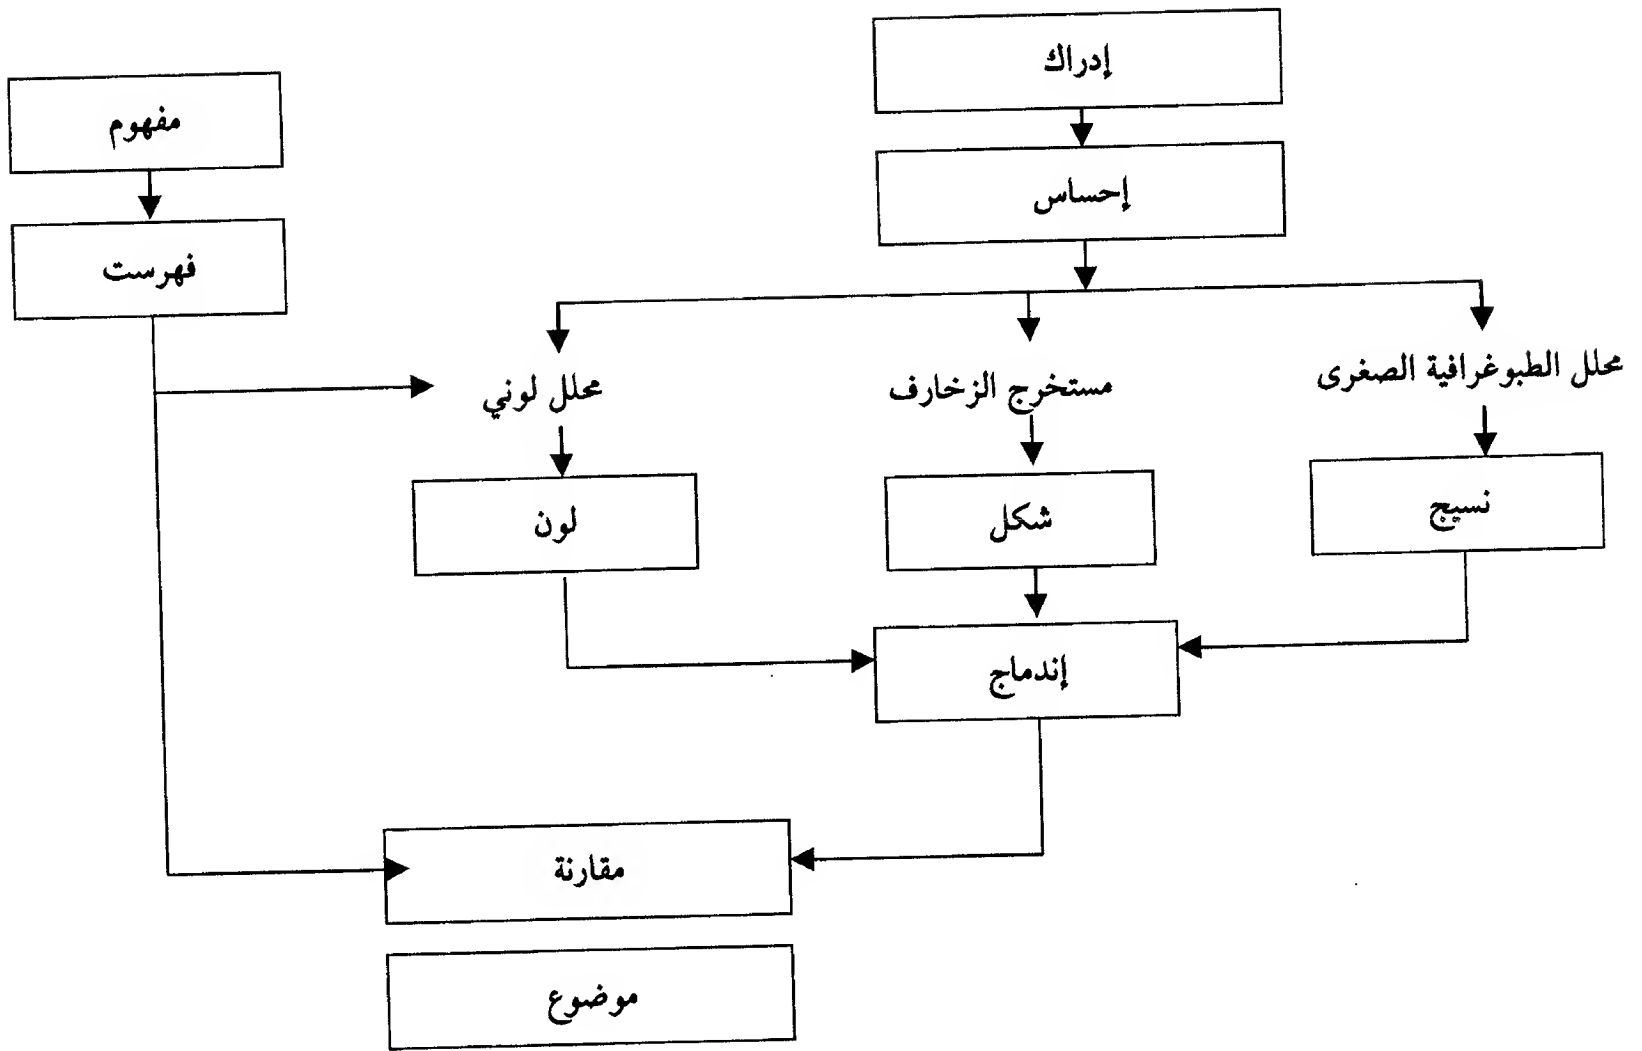 إدراك
مفهوم
إحساس
فهرست
محلل الطبوغرافية الصغرى
مستخرج الزخارف
محلل لوني
نسيج
شكل
لون
إندماج
مقارنة
موضوع